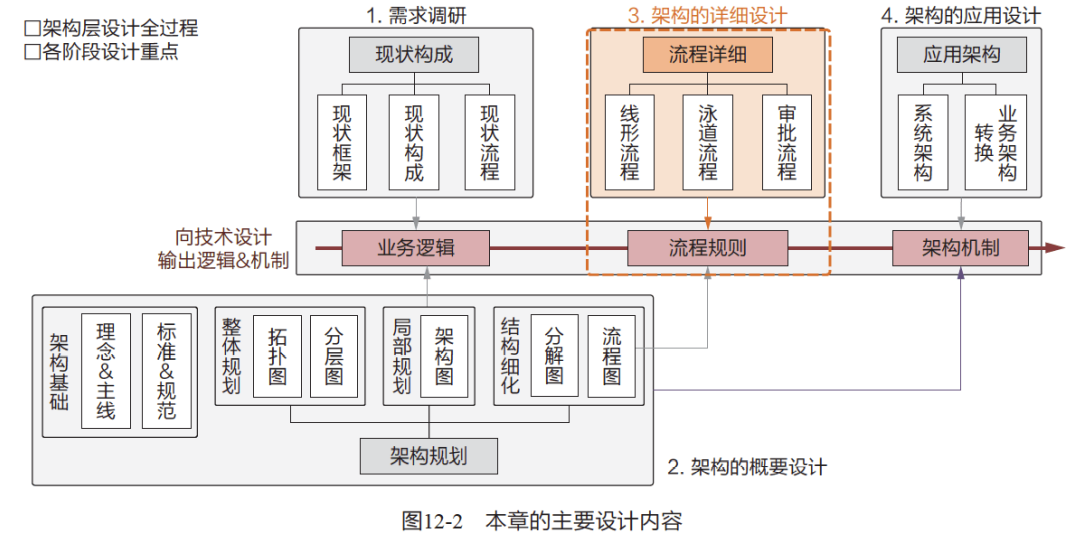 □架构层设计全过程
□各阶段设计重点
1. 需求调研
现状构成
现状框架
现状构成
现状流程
3. 架构的详细设计
流程详细
线形流程
泳道流程
审批流程
4. 架构的应用设计
应用架构
系统架构
业务架构
转换
向技术设计
输出逻辑&机制
业务逻辑
流程规则
架构机制
架构基础
理念&主线
标准&规范
整体规划
拓扑图
分层图
局部规划
架构图
结构细化
分解图
流程图
架构规划
2. 架构的概要设计
图12-2 本章的主要设计内容